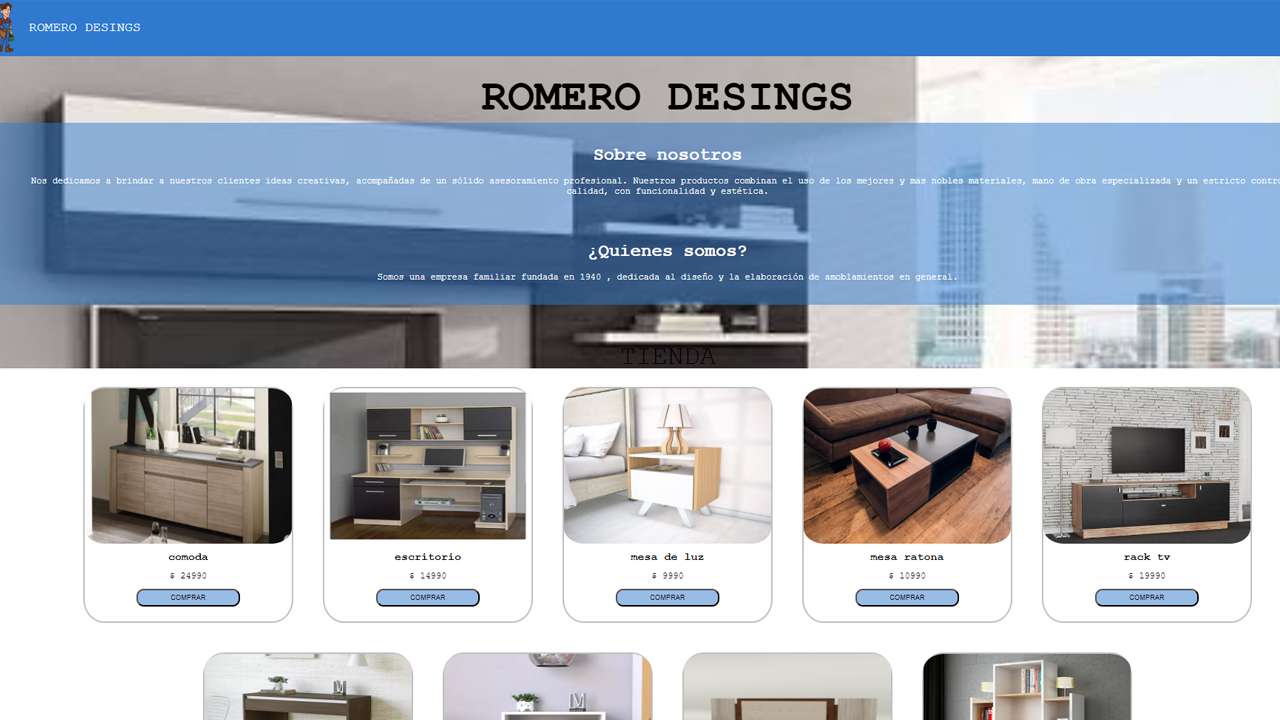 ROMERO DESINGS
ROMERO DESINGS
Sobre nosotros
Nos dedicamos a brindar a nuestros clientes ideas creativas, acompañadas de un sólido asesoramiento profesional. Nuestros productos combinan el uso de los mejores y mas nobles materiales, mano de obra especializada y un estricto contro
calidad, con funcionalidad y estética.
¿Quienes somos?
Somos una empresa familiar fundada en 1940 , dedicada al diseño y la elaboración de amoblamientos en general.
TIENDA
comoda
$ 24990
COMPRAR
escritorio
$ 14990
COMPRAR
mesa de luz
$ 9990
COMPRAR
mesa ratona
$ 10990
COMPRAR
rack tv
$ 19990
COMPRAR